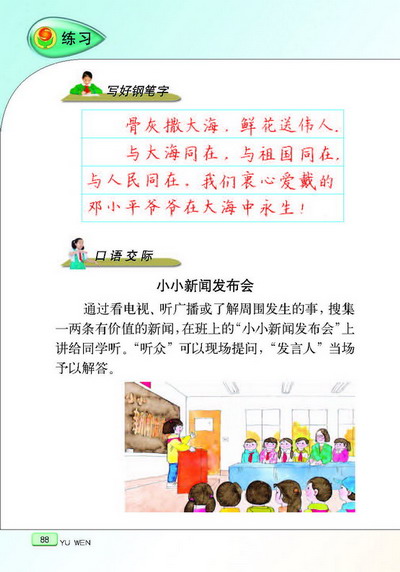 练习
写好钢笔字
骨灰撒大海，鲜花送伟人。
与大海同在，与祖国同在，
与人民同在，我们衷心爱戴的
邓小平爷爷在大海中永生！
口语交际
小小新闻发布会
通过看电视、听广播或了解周围发生的事，搜集
一两条有价值的新闻，在班上的“小小新闻发布会”上
讲给同学听。“听众”可以现场提问，“发言人”当场
予以解答。
88
YU WEN